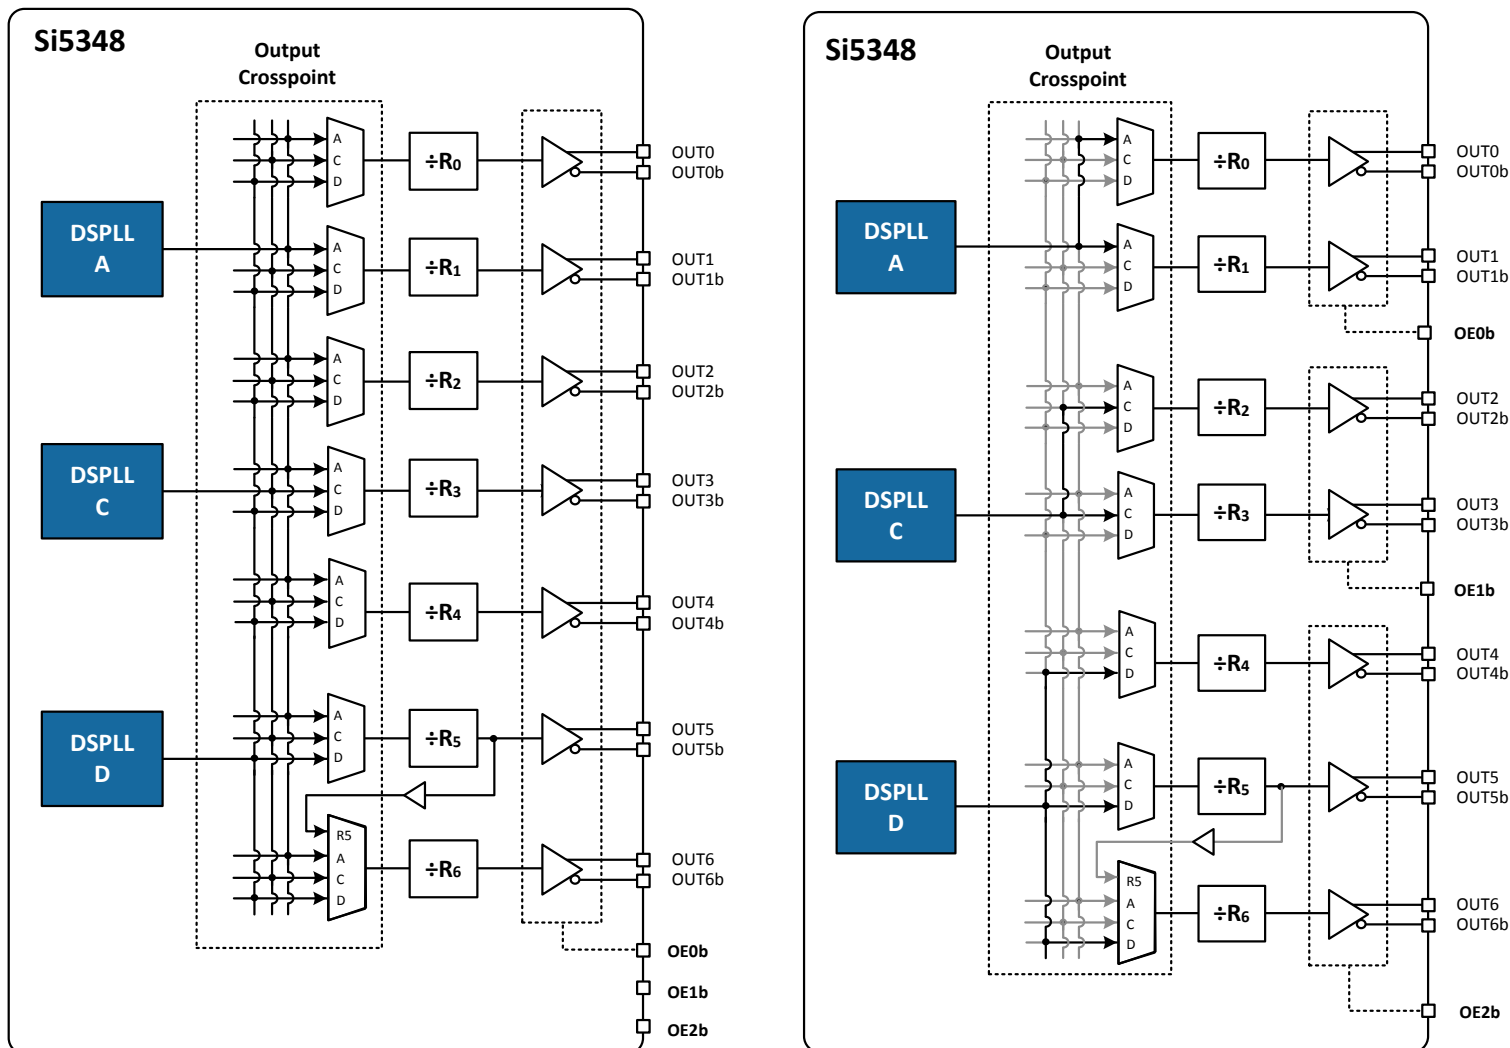 Si5348
Output
Crosspoint
A
C
D
÷R0
OUT0
OUT0b
DSPLL
A
A
C
D
÷R1
OUT1
OUT1b
A
C
D
÷R2
OUT2
OUT2b
DSPLL
C
A
C
D
÷R3
OUT3
OUT3b
A
C
D
÷R4
OUT4
OUT4b
DSPLL
D
A
C
D
÷R5
OUT5
OUT5b
R5
A
C
D
÷R6
OUT6
OUT6b
OE0b
OE1b
OE2b
Si5348
Output
Crosspoint
A
C
D
÷R0
OUT0
OUT0b
DSPLL
A
A
C
D
÷R1
OUT1
OUT1b
OE0b
A
C
D
÷R2
OUT2
OUT2b
DSPLL
C
A
C
D
÷R3
OUT3
OUT3b
OE1b
A
C
D
÷R4
OUT4
OUT4b
DSPLL
D
A
C
D
÷R5
OUT5
OUT5b
R5
A
C
D
÷R6
OUT6
OUT6b
OE2b